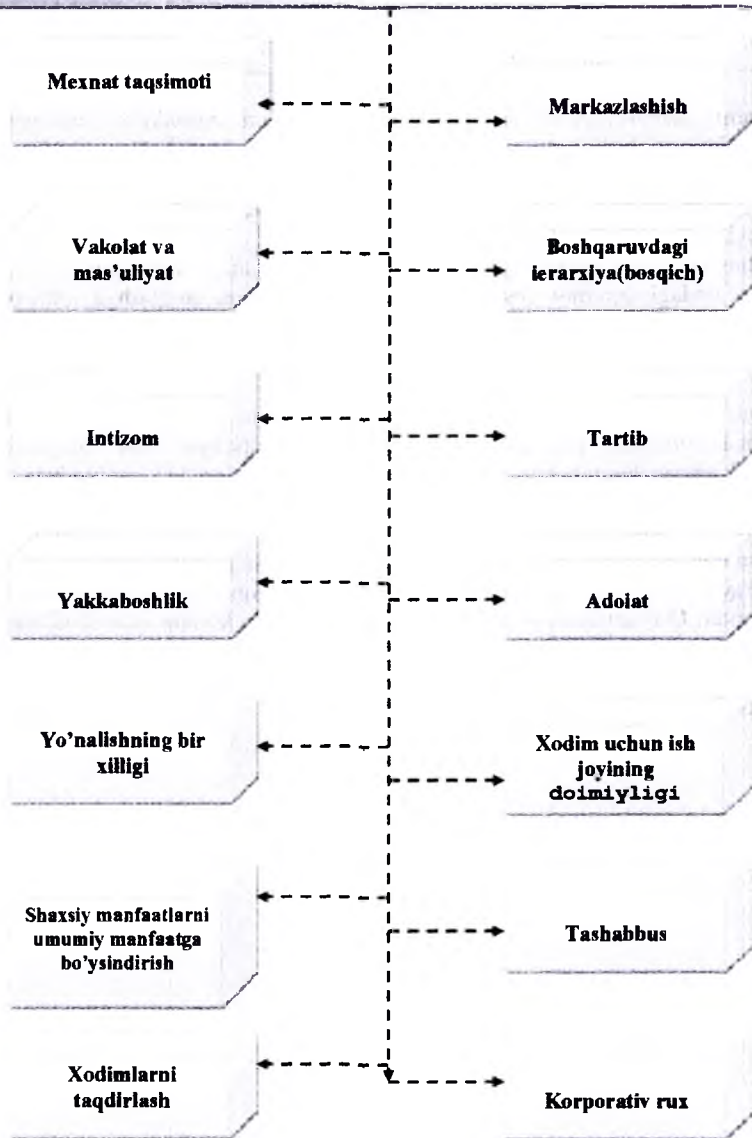 Mexnat taqsimoti
Markazlashish
Vakolat va
mas'uliyat
Boshqaruvdagi
ierarxiya(bosqich)
Intizom
Tartib
Yakkaboshlik
Adolat
Yo'nalishning bir
xilligi
Xodim uchun ish
joyining
doimiyligi
Shaxsiy manfaatlarni
umumiy manfaatga
bo'ysindirish
Tashabbus
Xodimlarni
taqdirlash
Korporativ rux